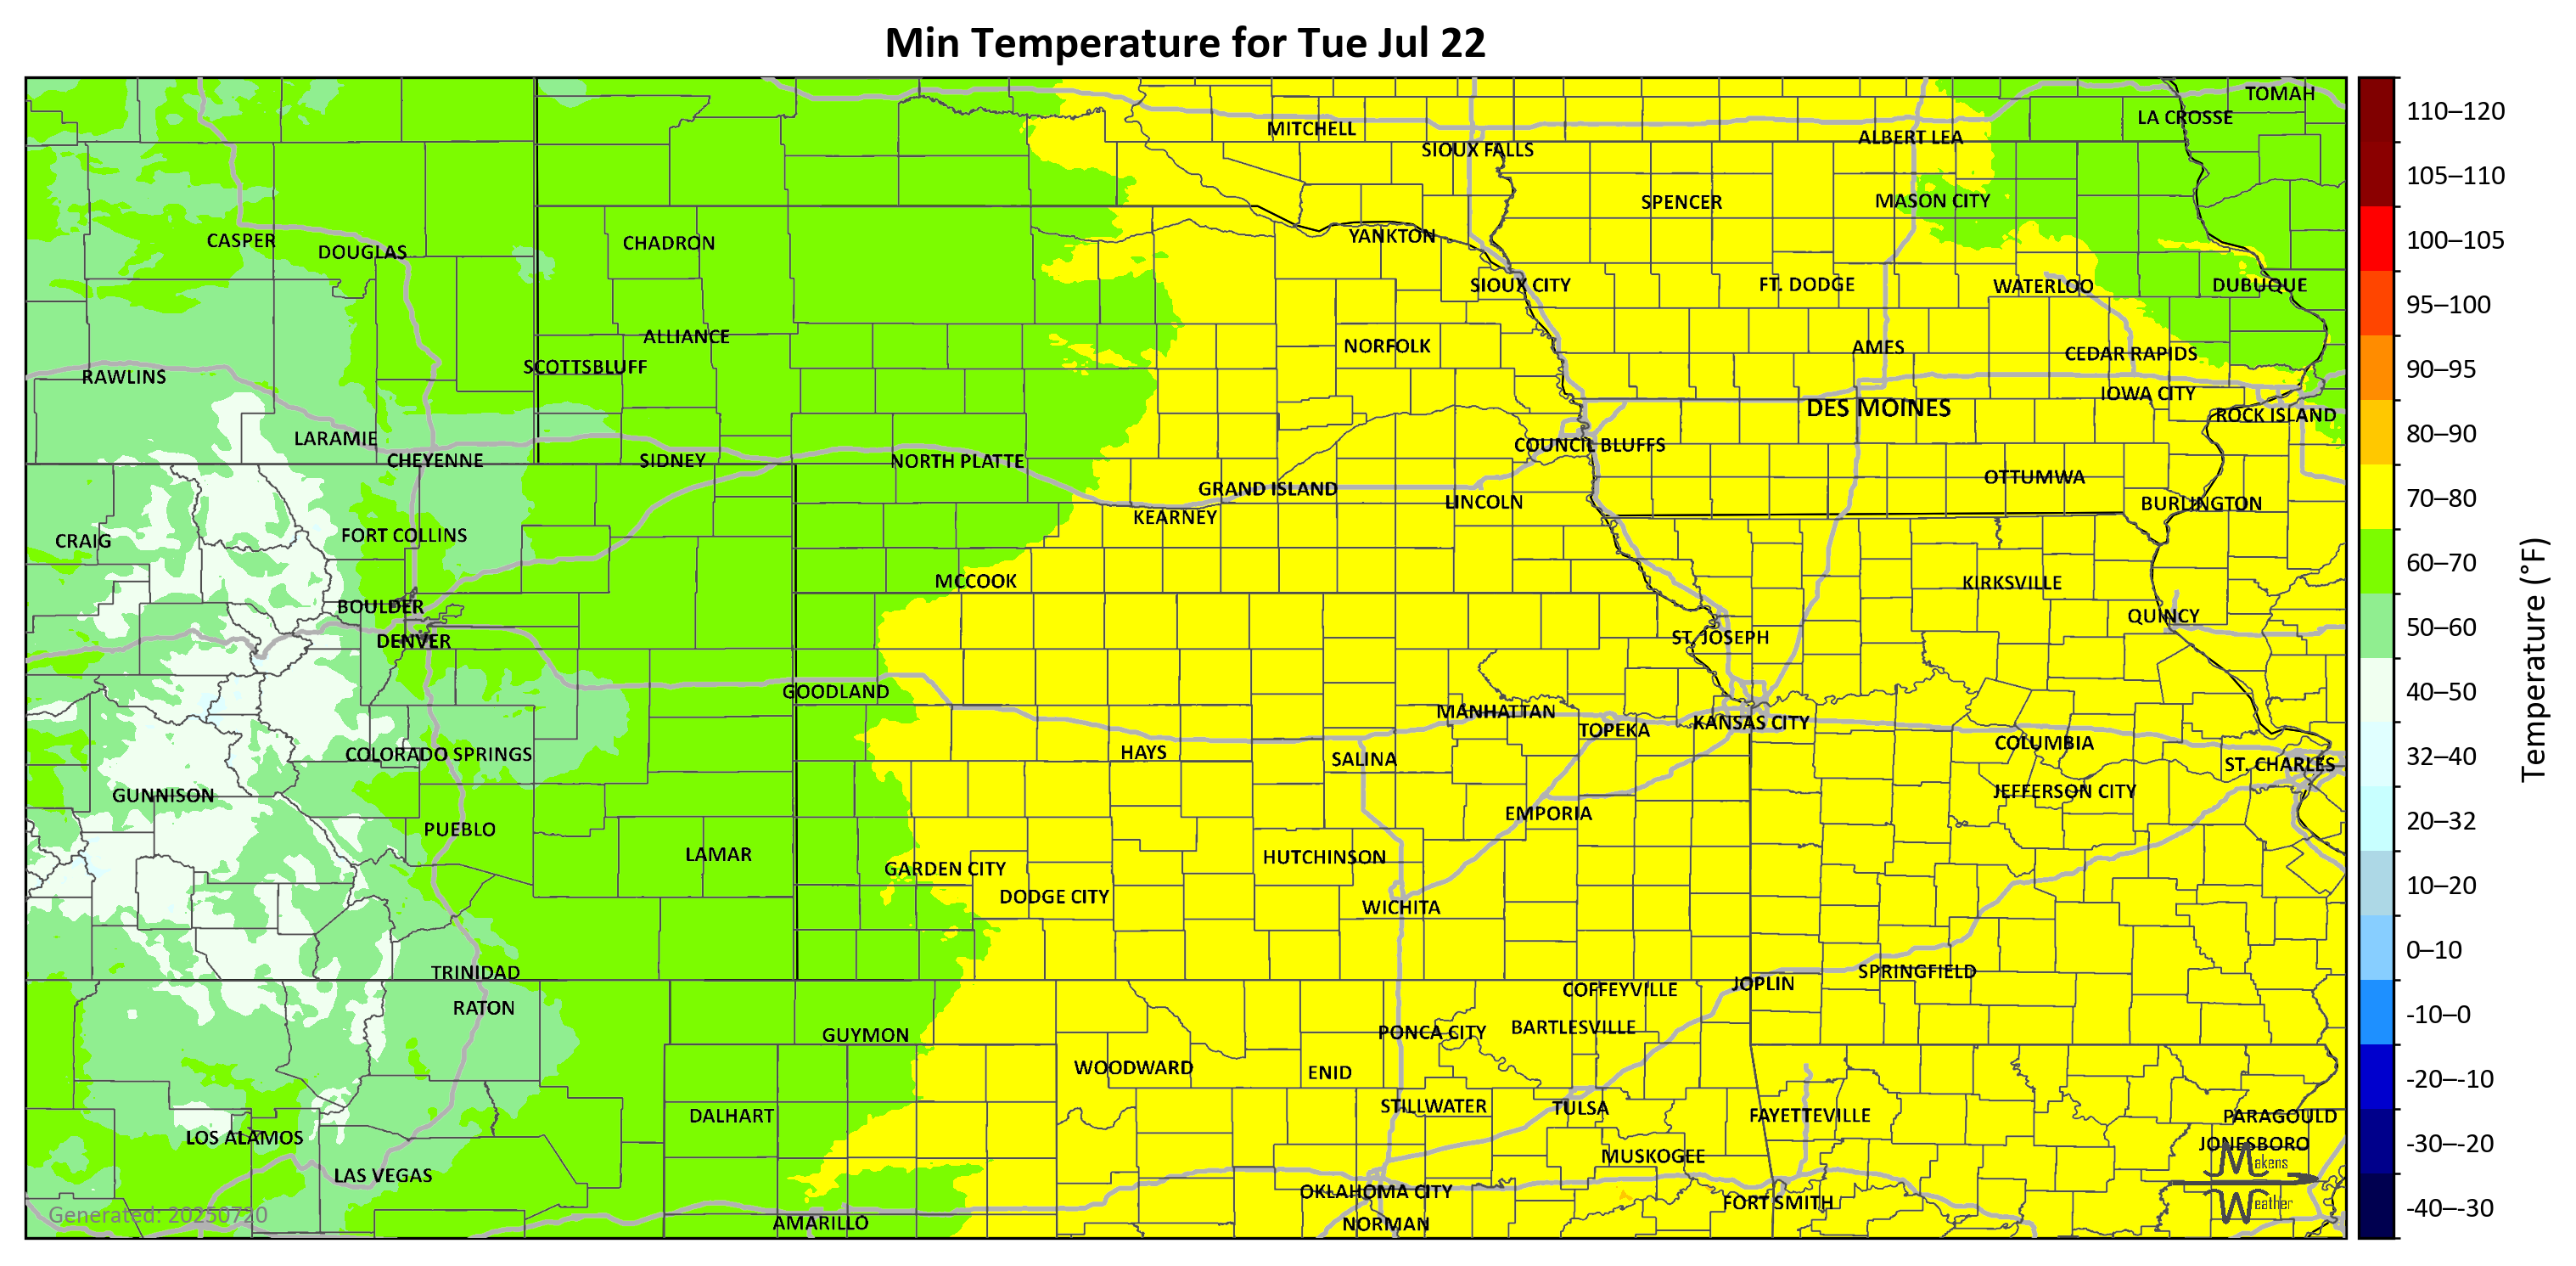 Min Temperature for Tue Jul 22
TOMAH
LA CROSSE
MITCHELL
ALBERT LEA
SIOUX FALLS
SPENCER
MASON CITY
YANKTON
CASPER
CHADRON
DOUGLAS
SIOUX CITY
FT. DODGE
WATERLOO
DUBUQUE
ALLIANCE
NORFOLK
AMES
CEDAR RAPIDS
SCOTTSBLUFF
RAWLINS
IOWA CITY
DES MOINES
ROCK ISLAND
LARAMIE
COUNCIL BLUFFS
CHEYENNE
SIDNEY
NORTH PLATTE
OTTUMWA
GRAND ISLAND
LINCOLN
BURLINGTON
KEARNEY
FORT COLLINS
CRAIG
MCCOOK
KIRKSVILLE
BOULDER
QUINCY
DENVER
ST. JOSEPH
GOODLAND
MANHATTAN
KANSAS CITY
TOPEKA
COLUMBIA
COLORADO SPRINGS
HAYS
SALINA
ST. CHARLES
GUNNISON
JEFFERSON CITY
EMPORIA
PUEBLO
LAMAR
HUTCHINSON
GARDEN CITY
DODGE CITY
WICHITA
TRINIDAD
SPRINGFIELD
JOPLIN
COFFEYVILLE
RATON
GUYMON
PONCA CITY
BARTLESVILLE
WOODWARD
ENID
STILLWATER
TULSA
DALHART
FAYETTEVILLE
PARAGOULD
LOS ALAMOS
JONESBORO
LAS VEGAS
MUSKOGEE
OKLAHOMA CITY
FORT SMITH
AMARILLO
NORMAN
Generated: 20250720
Makens
Weather
110–120
105–110
100–105
95–100
90–95
80–90
70–80
60–70
50–60
40–50
32–40
20–32
10–20
0–10
-10–0
-20–-10
-30–-20
-40–-30
Temperature (°F)